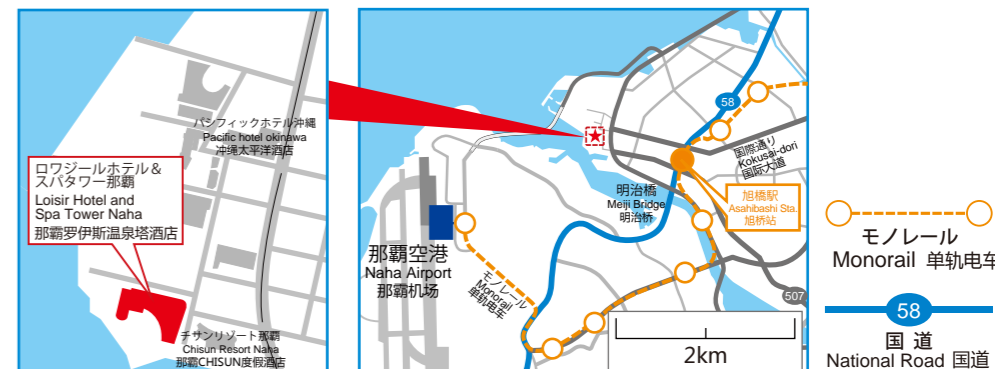 パシフィックホテル沖縄
Pacific hotel okinawa
冲绳太平洋酒店
ロワジールホテル＆
スパタワー那覇
Loisir Hotel and
Spa Tower Naha
那霸罗伊斯温泉塔酒店
チサンリゾート那覇
Chisun Resort Naha
那霸CHISUN度假酒店
58
国際通り
Kokusai-dori
国际大道
明治橋
Meiji Bridge
明治桥
旭橋駅
Asahibashi Sta.
旭桥站
那覇空港
Naha Airport
那霸机场
モノレール
Monorail
单轨电车
507
2km
モノレール
Monorail 单轨电车
58
国 道
National Road 国道